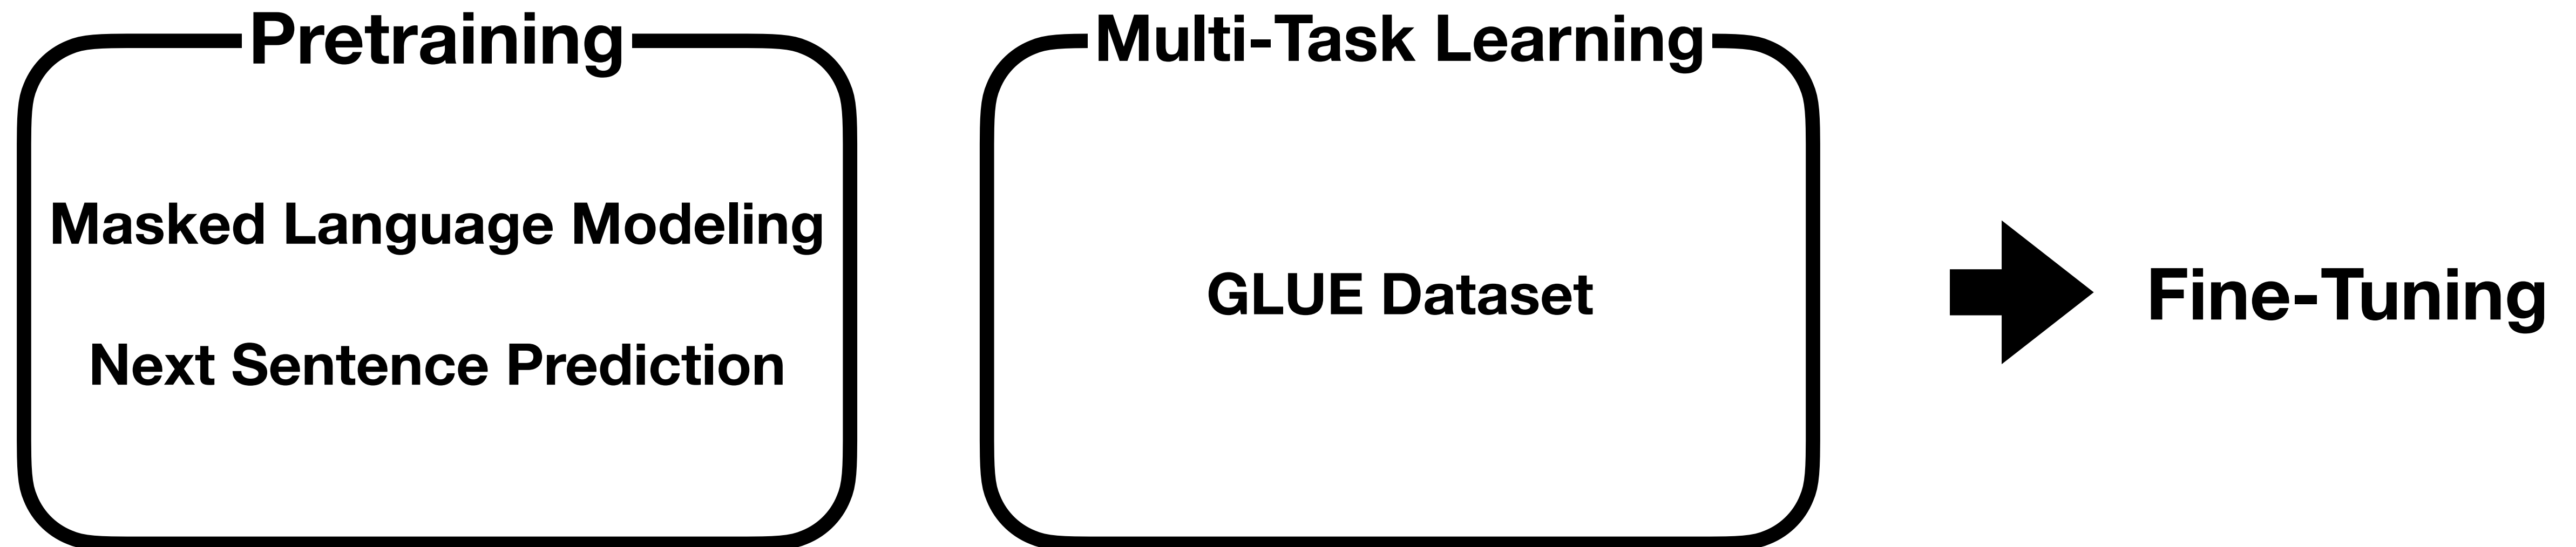 Pretraining
Masked Language Modeling
Next Sentence Prediction
Multi-Task Learning
GLUE Dataset
Fine-Tuning